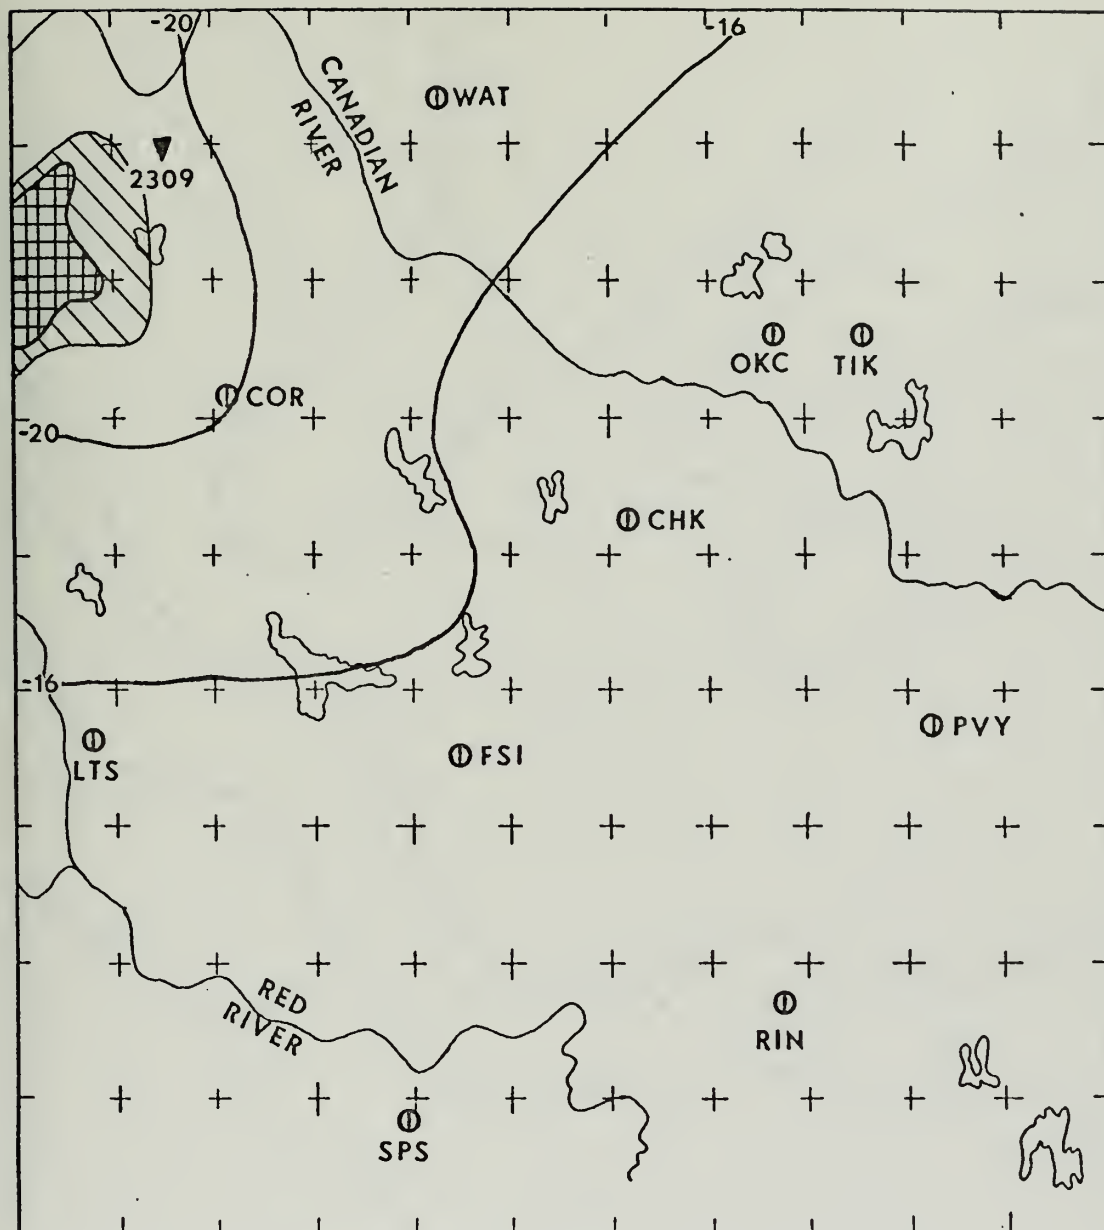 -20
-16
CANADIAN
RIVER
WAT
2309
OKC
TIK
COR
-20
CHK
-16
LTS
FSI
PVY
RED
RIVER
RIN
SPS